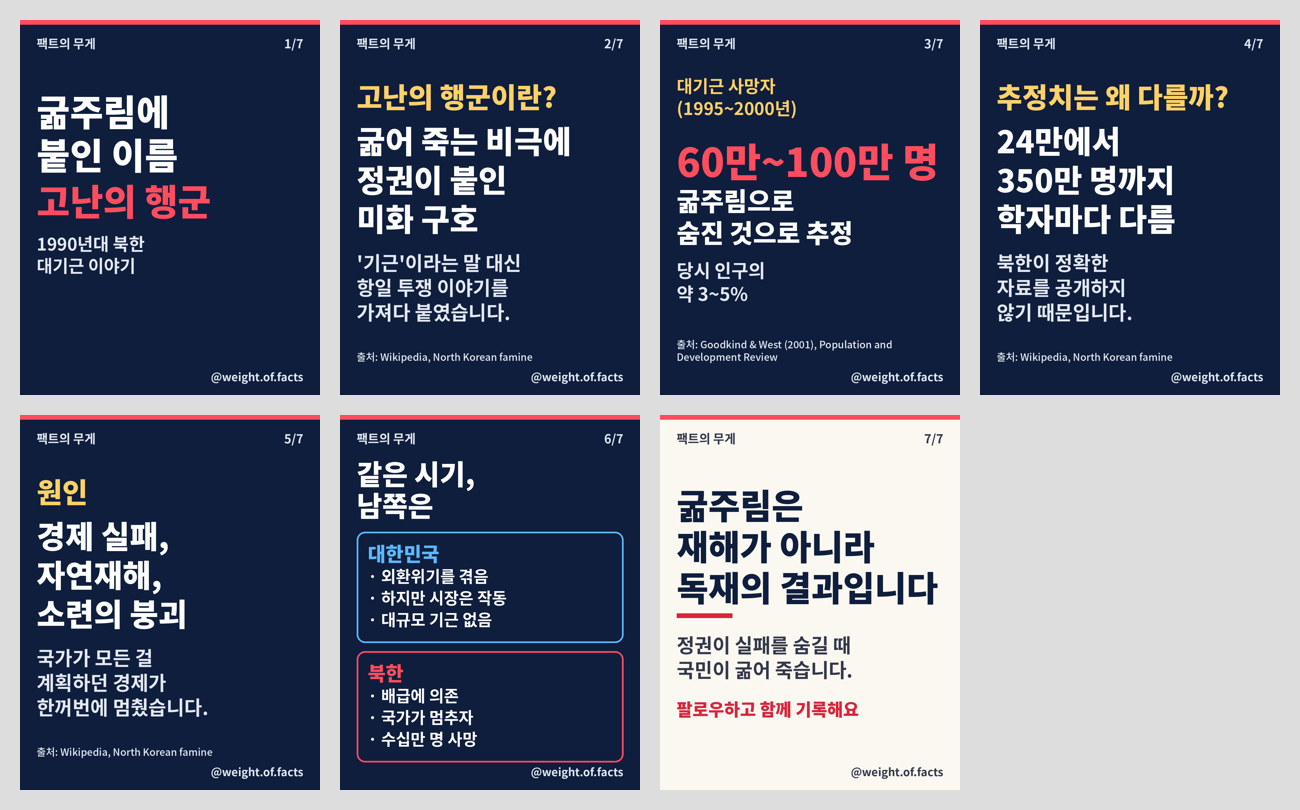 팩트의 무게
1/7
굶주림에
붙인 이름
고난의 행군
1990년대 북한
대기근 이야기
@weight.of.facts
팩트의 무게
2/7
고난의 행군이란?
굶어 죽는 비극에
정권이 붙인
미화 구호
'기근'이라는 말 대신
항일 투쟁 이야기를
가져다 붙였습니다.
출처: Wikipedia, North Korean famine
@weight.of.facts
팩트의 무게
3/7
대기근 사망자
(1995~2000년)
60만~100만 명
굶주림으로
숨진 것으로 추정
당시 인구의
약 3~5%
출처: Goodkind & West (2001), Population and
Development Review
@weight.of.facts
팩트의 무게
4/7
추정치는 왜 다를까?
24만에서
350만 명까지
학자마다 다름
북한이 정확한
자료를 공개하지
않기 때문입니다.
출처: Wikipedia, North Korean famine
@weight.of.facts
팩트의 무게
5/7
원인
경제 실패,
자연재해,
소련의 붕괴
국가가 모든 걸
계획하던 경제가
한꺼번에 멈췄습니다.
출처: Wikipedia, North Korean famine
@weight.of.facts
팩트의 무게
6/7
같은 시기,
남쪽은
대한민국
· 외환위기를 겪음
· 하지만 시장은 작동
· 대규모 기근 없음
북한
· 배급에 의존
· 국가가 멈추자
· 수십만 명 사망
@weight.of.facts
팩트의 무게
7/7
굶주림은
재해가 아니라
독재의 결과입니다
정권이 실패를 숨길 때
국민이 굶어 죽습니다.
팔로우하고 함께 기록해요
@weight.of.facts